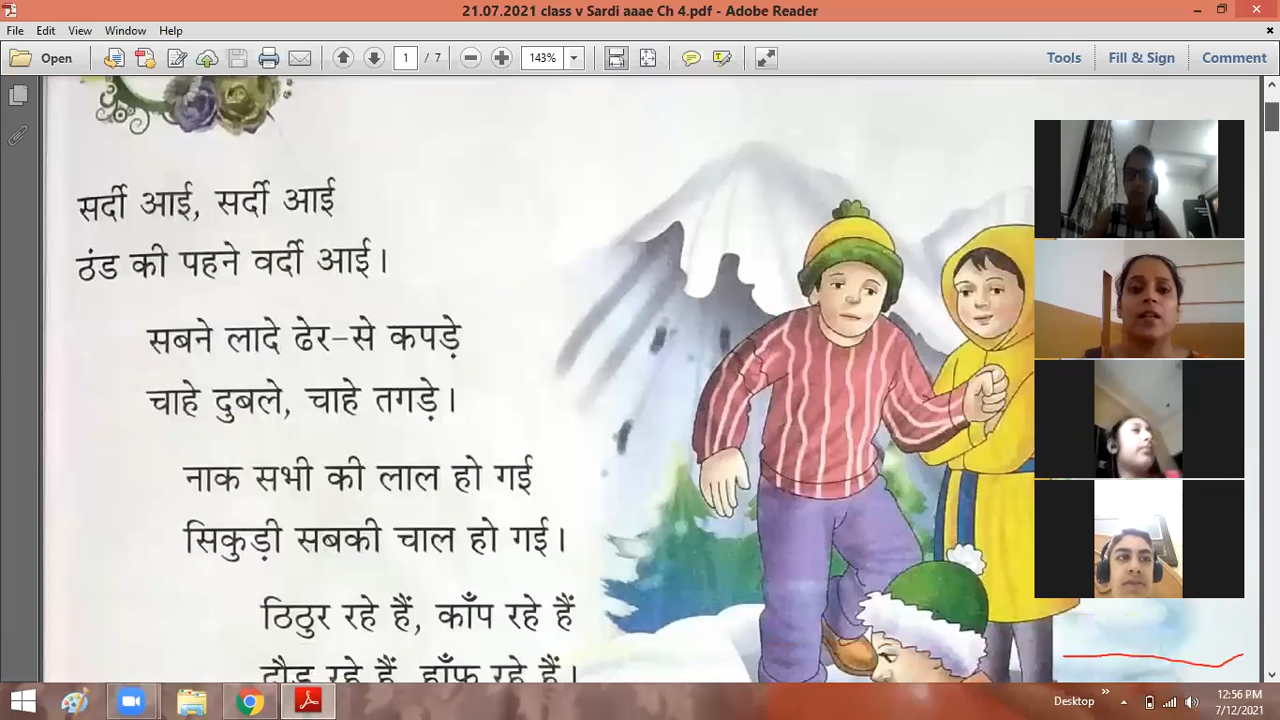 21.07.2021 class v Sardi aaae Ch 4.pdf - Adobe Reader
File Edit View Window Help
Open 1 / 7 143% Tools Fill & Sign Comment
सर्दी आई, सर्दी आई
ठंड की पहने वर्दी आई।
सबने लादे ढेर-से कपड़े
चाहे दुबले, चाहे तगड़े।
नाक सभी की लाल हो गई
सिकुड़ी सबकी चाल हो गई।
ठिठुर रहे हैं, काँप रहे हैं
दौड़ रहे हैं, हाँफ रहे हैं।
Desktop
12:56 PM
7/12/2021